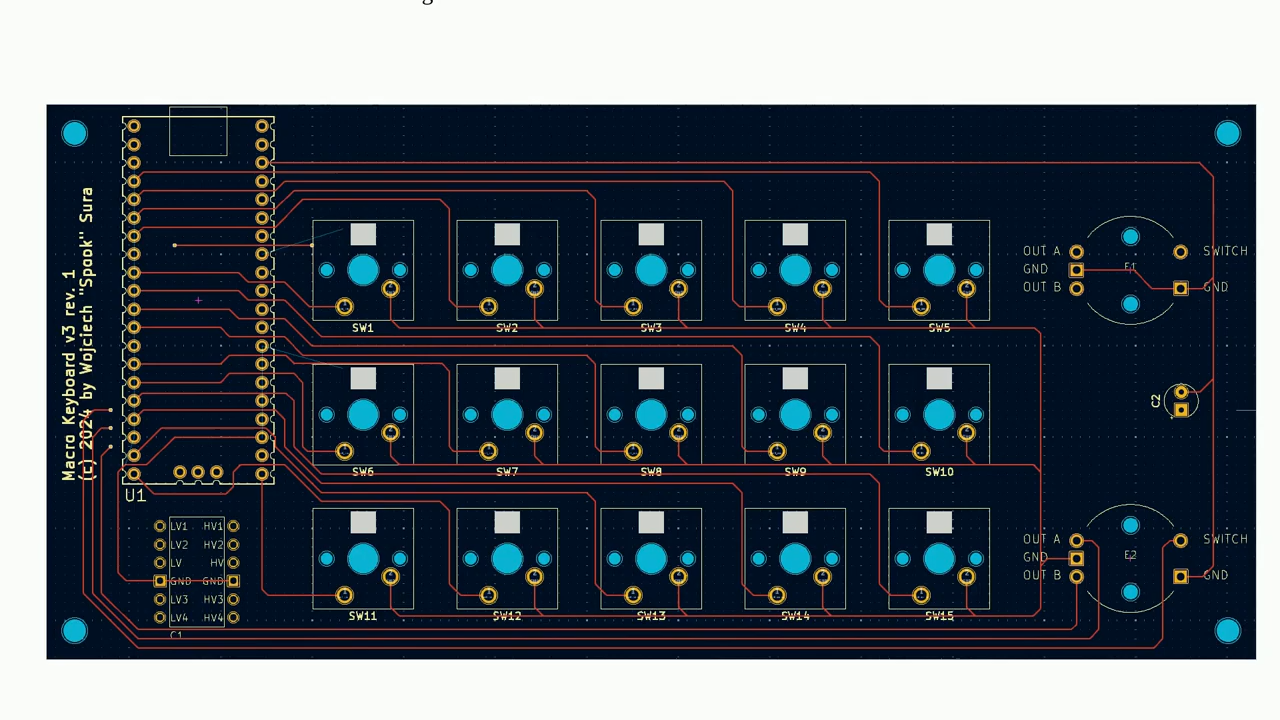 Macro Keyboard v3 rev. 1
(c) 2024 by Wojciech "Spook" Sura
U1
SW1
SW2
SW3
SW4
SW5
OUT A
GND
OUT B
E1
SWITCH
GND
SW6
SW7
SW8
SW9
SW10
C2
LV1 HV1
LV2 HV2
LV HV
GND GND
LV3 HV3
LV4 HV4
C1
SW11
SW12
SW13
SW14
SW15
OUT A
GND
OUT B
E2
SWITCH
GND